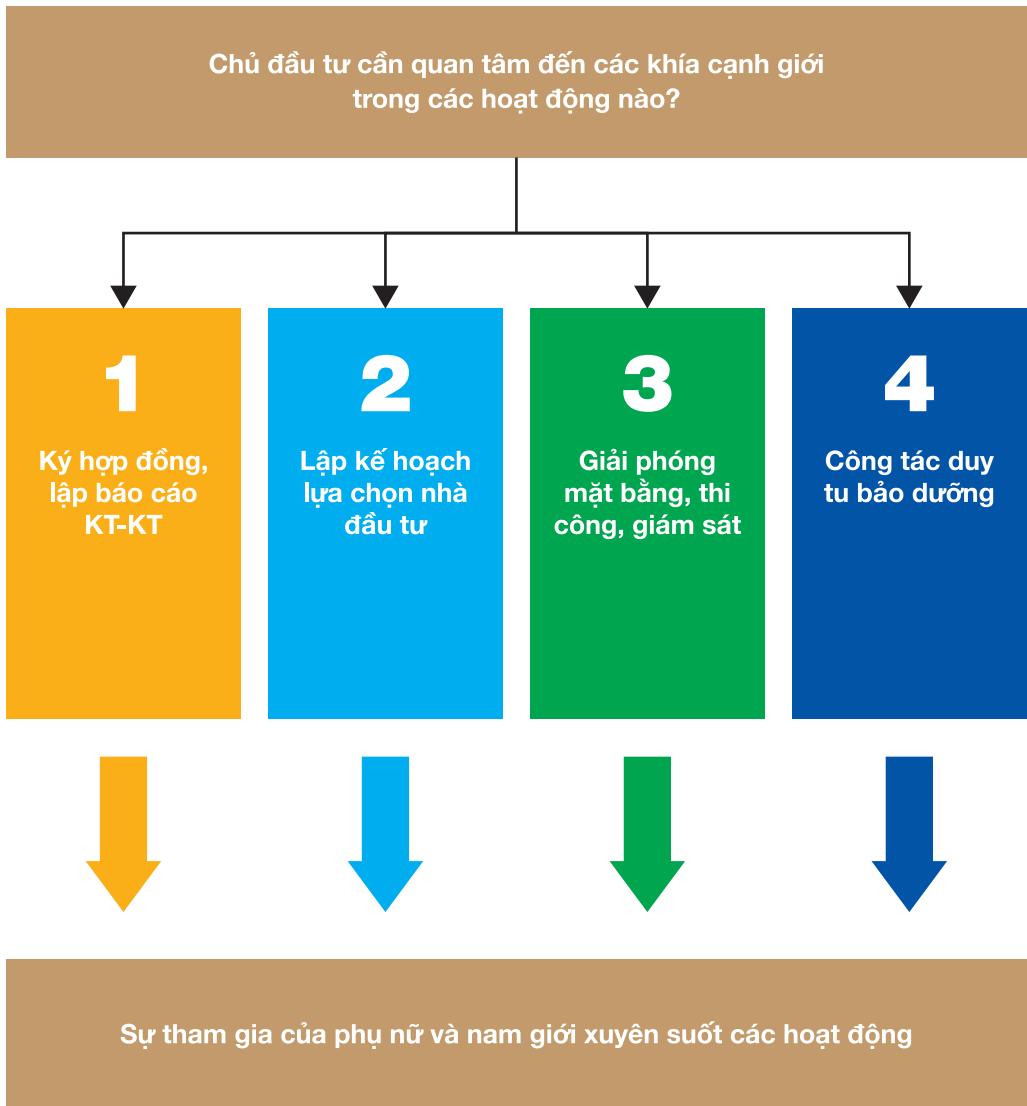 Chủ đầu tư cần quan tâm đến các khía cạnh giới
trong các hoạt động nào?
1
Ký hợp đồng,
lập báo cáo
KT-KT
2
Lập kế hoạch
lựa chọn nhà
đầu tư
3
Giải phóng
mặt bằng, thi
công, giám sát
4
Công tác duy
tu bảo dưỡng
Sự tham gia của phụ nữ và nam giới xuyên suốt các hoạt động